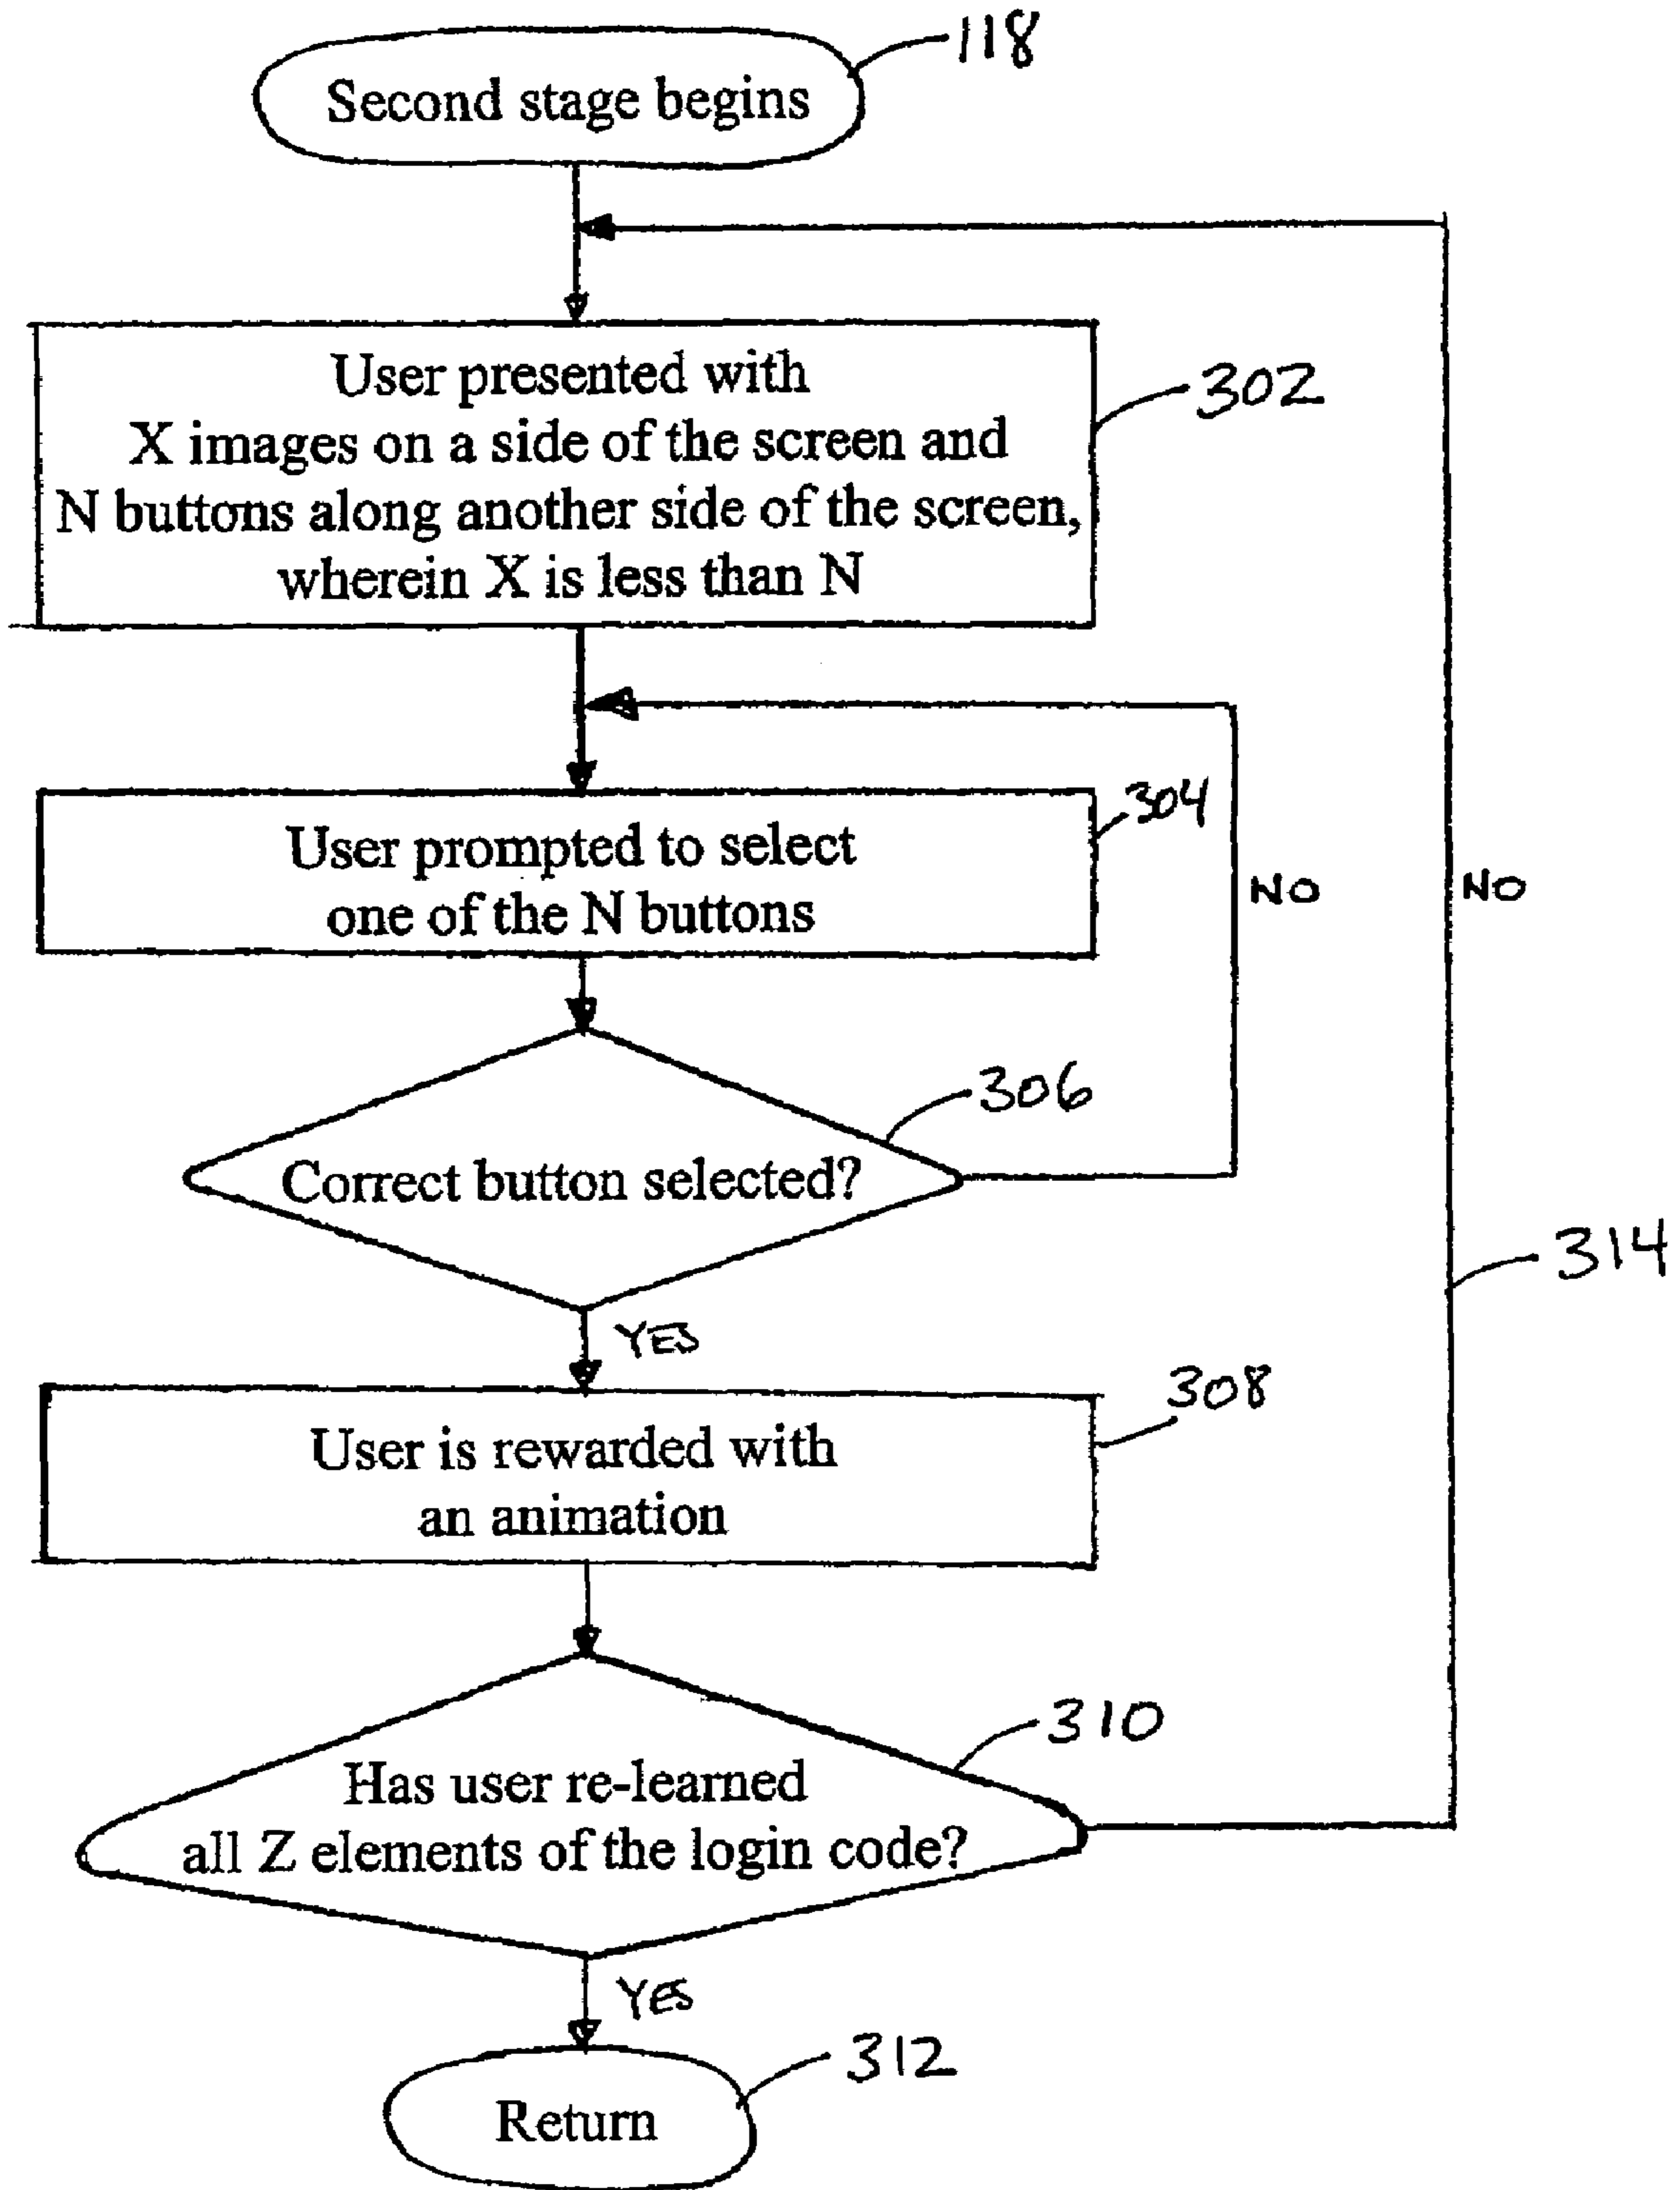 118
Second stage begins
User presented with
302
X images on a side of the screen and
N buttons along another side of the screen,
wherein X is less than N
304
User prompted to select
NO
NO
one of the N buttons
306
Correct button selected?
314
YES
308
User is rewarded with
an animation
310
Has user re-learned
all Z elements of the login code?
YES
312
Return